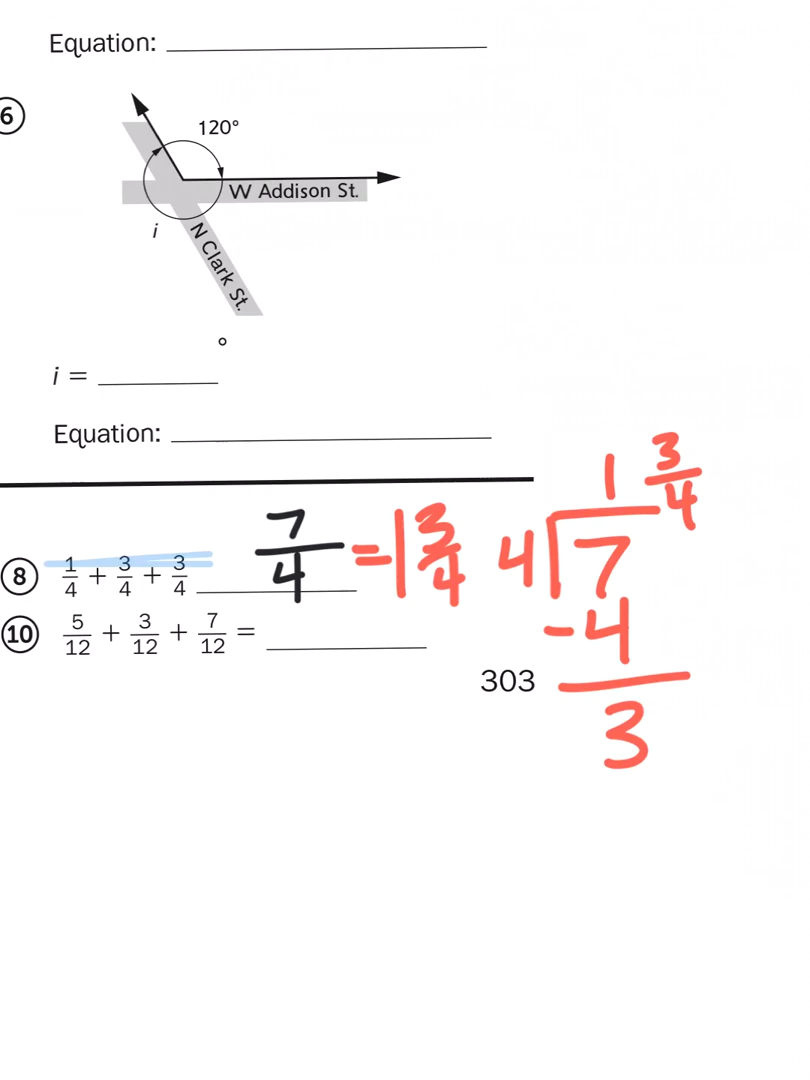 Equation:
6
120°
W Addison St.
i
N Clark St.
°
i =
Equation:
1 3/4
7/4 = 1 3/4
4 7
8 1/4 + 3/4 + 3/4
-4
10 5/12 + 3/12 + 7/12 =
303
3